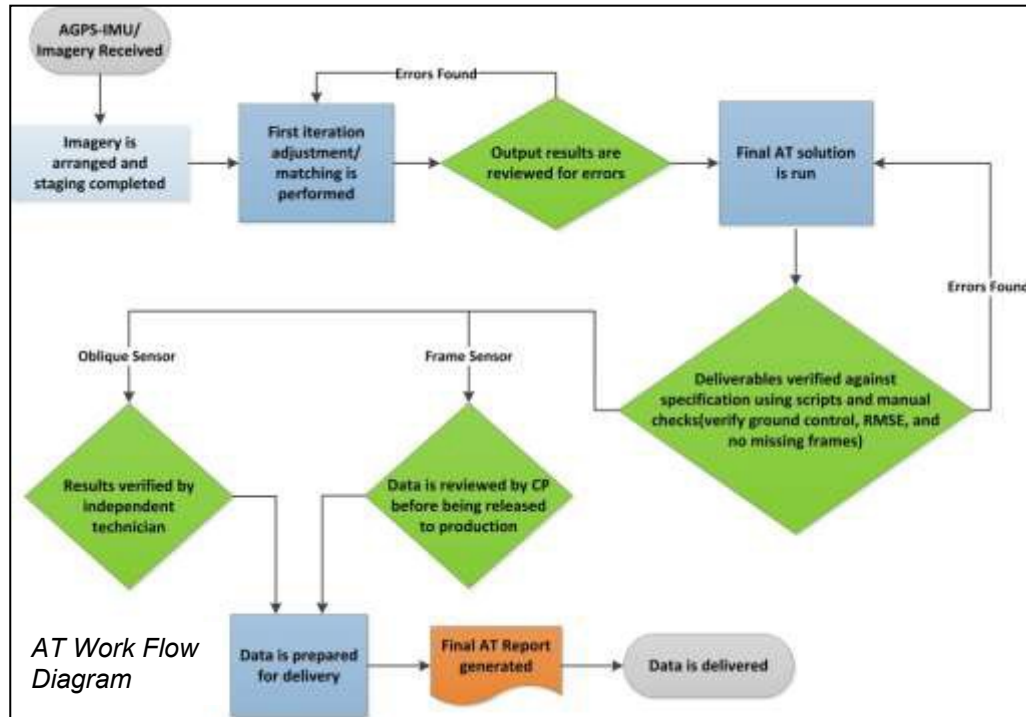 AGPS-IMU/
Imagery Received
Errors Found
Imagery is
arranged and
staging completed
First iteration
adjustment/
matching is
performed
Output results are
reviewed for errors
Final AT solution
is run
Errors Found
Oblique Sensor
Frame Sensor
Deliverables verified against
specification using scripts and manual
checks(verify ground control, RMSE, and
no missing frames)
Results verified by
independent
technician
Data is reviewed by CP
before being released
to production
AT Work Flow
Diagram
Data is prepared
for delivery
Final AT Report
generated
Data is delivered